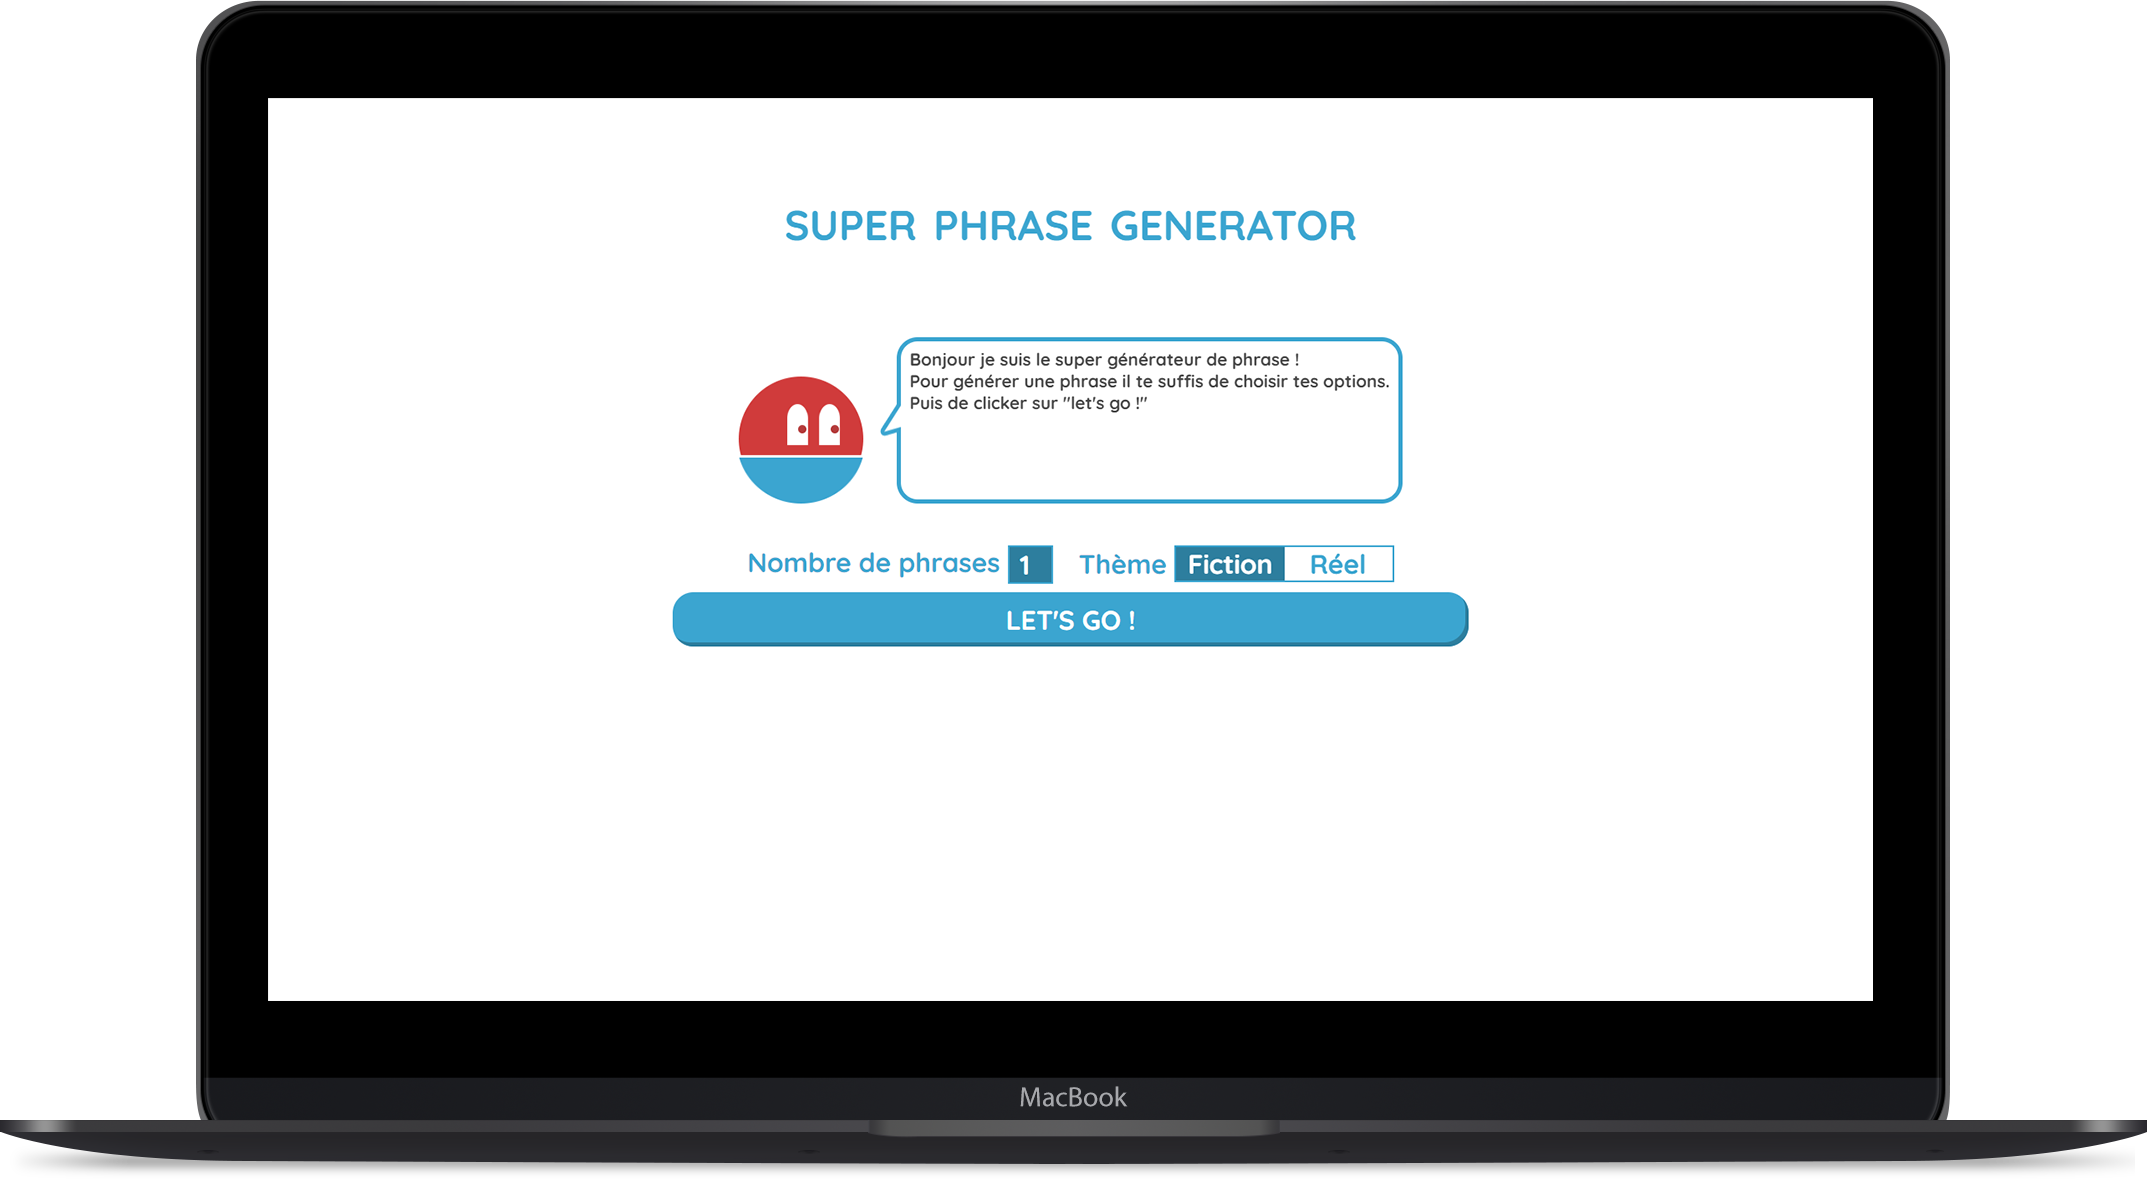 SUPER PHRASE GENERATOR
Bonjour je suis le super générateur de phrase !
Pour générer une phrase il te suffis de choisir tes options.
Puis de clicker sur "let's go !"
Nombre de phrases 1 Thème Fiction Réel
LET'S GO !
MacBook